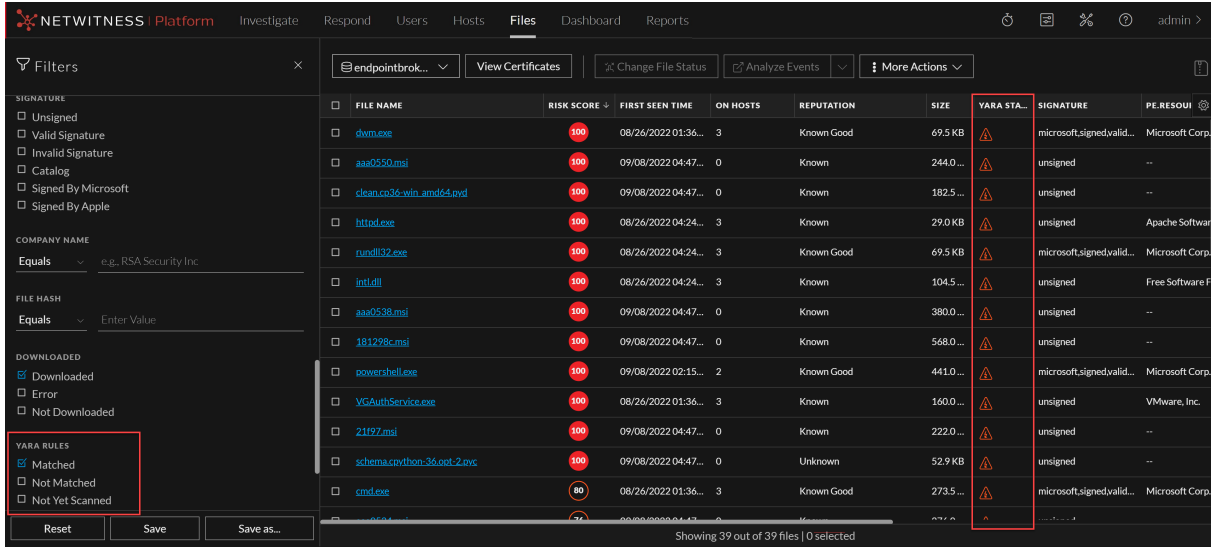 NETWITNESS | Platform Investigate Respond Users Hosts Files Dashboard Reports admin >
Filters ×
SIGNATURE
Unsigned
Valid Signature
Invalid Signature
Catalog
Signed By Microsoft
Signed By Apple
COMPANY NAME
Equals e.g., RSA Security Inc
FILE HASH
Equals Enter Value
DOWNLOADED
Downloaded
Error
Not Downloaded
YARA RULES
Matched
Not Matched
Not Yet Scanned
Reset Save Save as...
endpointbrok... View Certificates Change File Status Analyze Events More Actions
FILE NAME RISK SCORE ↓ FIRST SEEN TIME ON HOSTS REPUTATION SIZE YARA STA... SIGNATURE PE.RESOUI
dwm.exe 100 08/26/2022 01:36... 3 Known Good 69.5 KB microsoft,signed,valid... Microsoft Corp.
aaa0550.msi 100 09/08/2022 04:47... 0 Known 244.0 ... unsigned --
clean.cp36-win_amd64.pyd 100 09/08/2022 04:47... 0 Known 182.5 ... unsigned --
httpd.exe 100 08/26/2022 04:24... 3 Known 29.0 KB unsigned Apache Softwar
rundll32.exe 100 08/26/2022 04:24... 3 Known Good 69.5 KB microsoft,signed,valid... Microsoft Corp.
intl.dll 100 08/26/2022 04:24... 3 Known 104.5 ... unsigned Free Software F
aaa0538.msi 100 09/08/2022 04:47... 0 Known 380.0 ... unsigned --
181298c.msi 100 09/08/2022 04:47... 0 Known 568.0 ... unsigned --
powershell.exe 100 09/08/2022 02:15... 2 Known Good 441.0 ... microsoft,signed,valid... Microsoft Corp.
VGAuthService.exe 100 08/26/2022 01:36... 3 Known 160.0 ... unsigned VMware, Inc.
21f97.msi 100 09/08/2022 04:47... 0 Known 222.0 ... unsigned --
schema.cpython-36.opt-2.pyc 100 09/08/2022 04:47... 0 Unknown 52.9 KB unsigned --
cmd.exe 80 08/26/2022 01:36... 3 Known Good 273.5 ... microsoft,signed,valid... Microsoft Corp.
Showing 39 out of 39 files | 0 selected